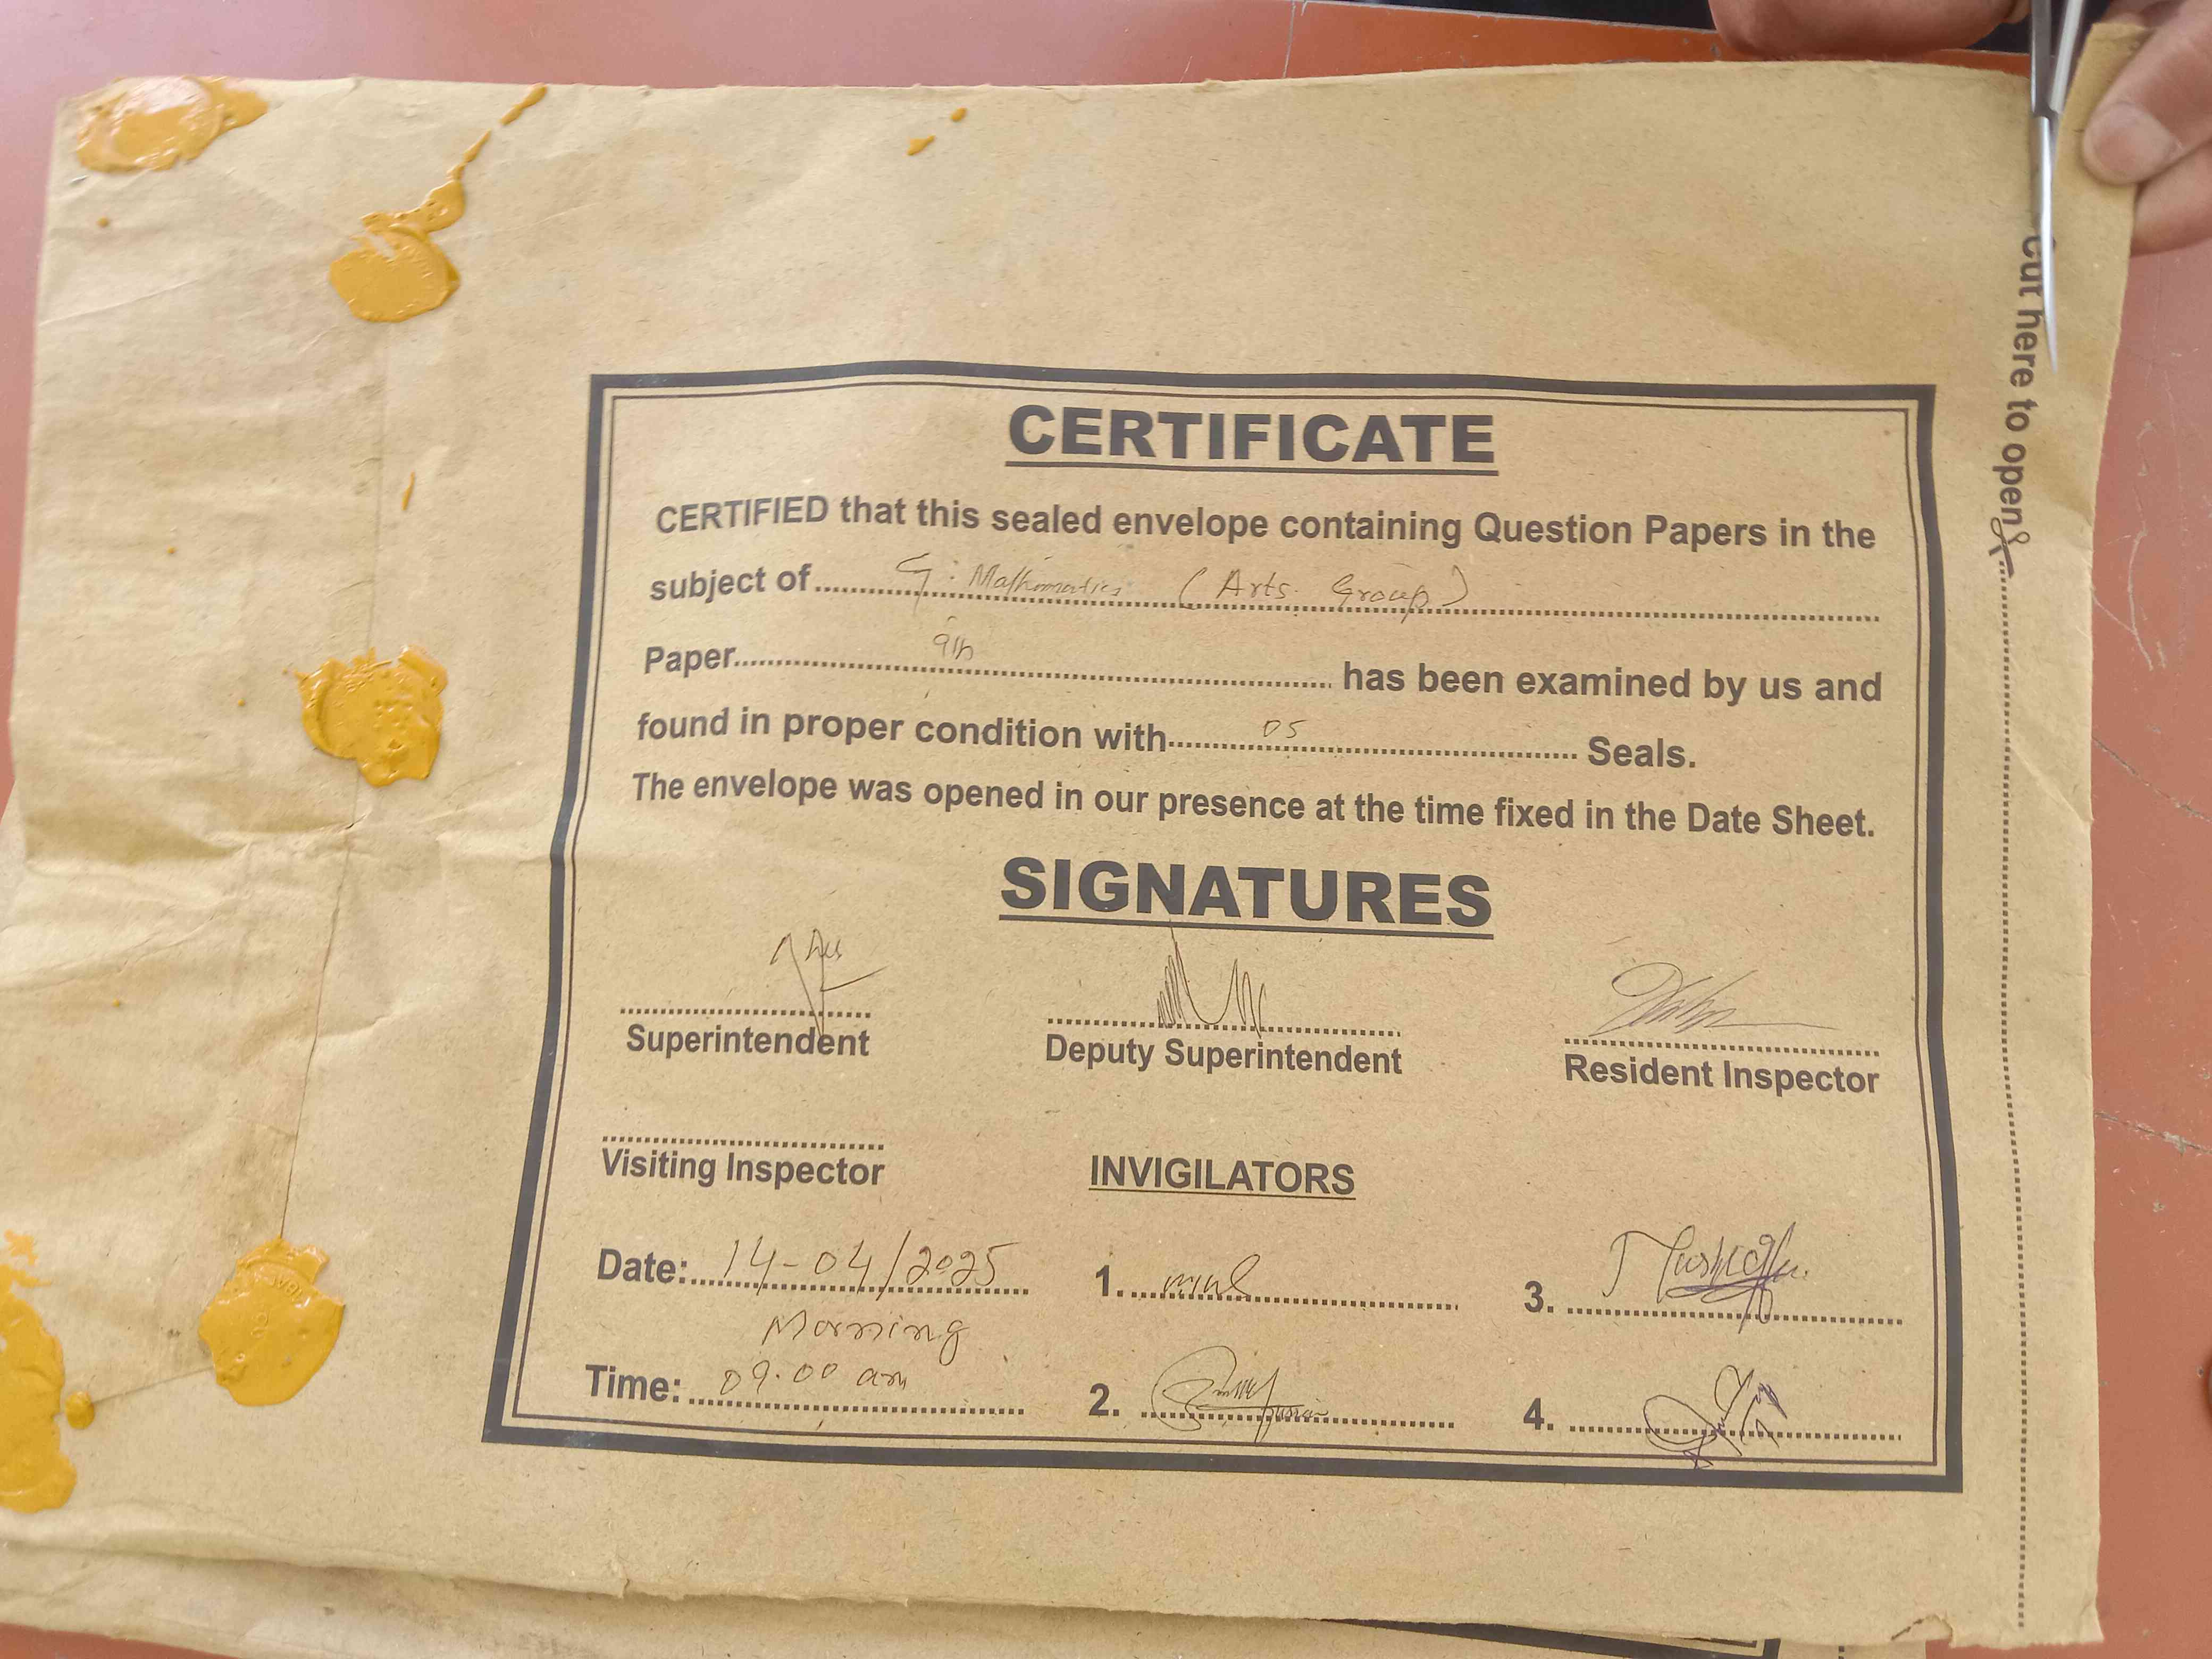 CERTIFICATE
CERTIFIED that this sealed envelope containing Question Papers in the
subject of G. Mathematics (Arts Group)
Paper 9th has been examined by us and
found in proper condition with 05 Seals.
The envelope was opened in our presence at the time fixed in the Date Sheet.
SIGNATURES
Superintendent
Deputy Superintendent
Resident Inspector
Visiting Inspector
INVIGILATORS
Date: 14-04/2025
1.
3.
Morning
Time: 09.00 am
2.
4.
Cut here to open